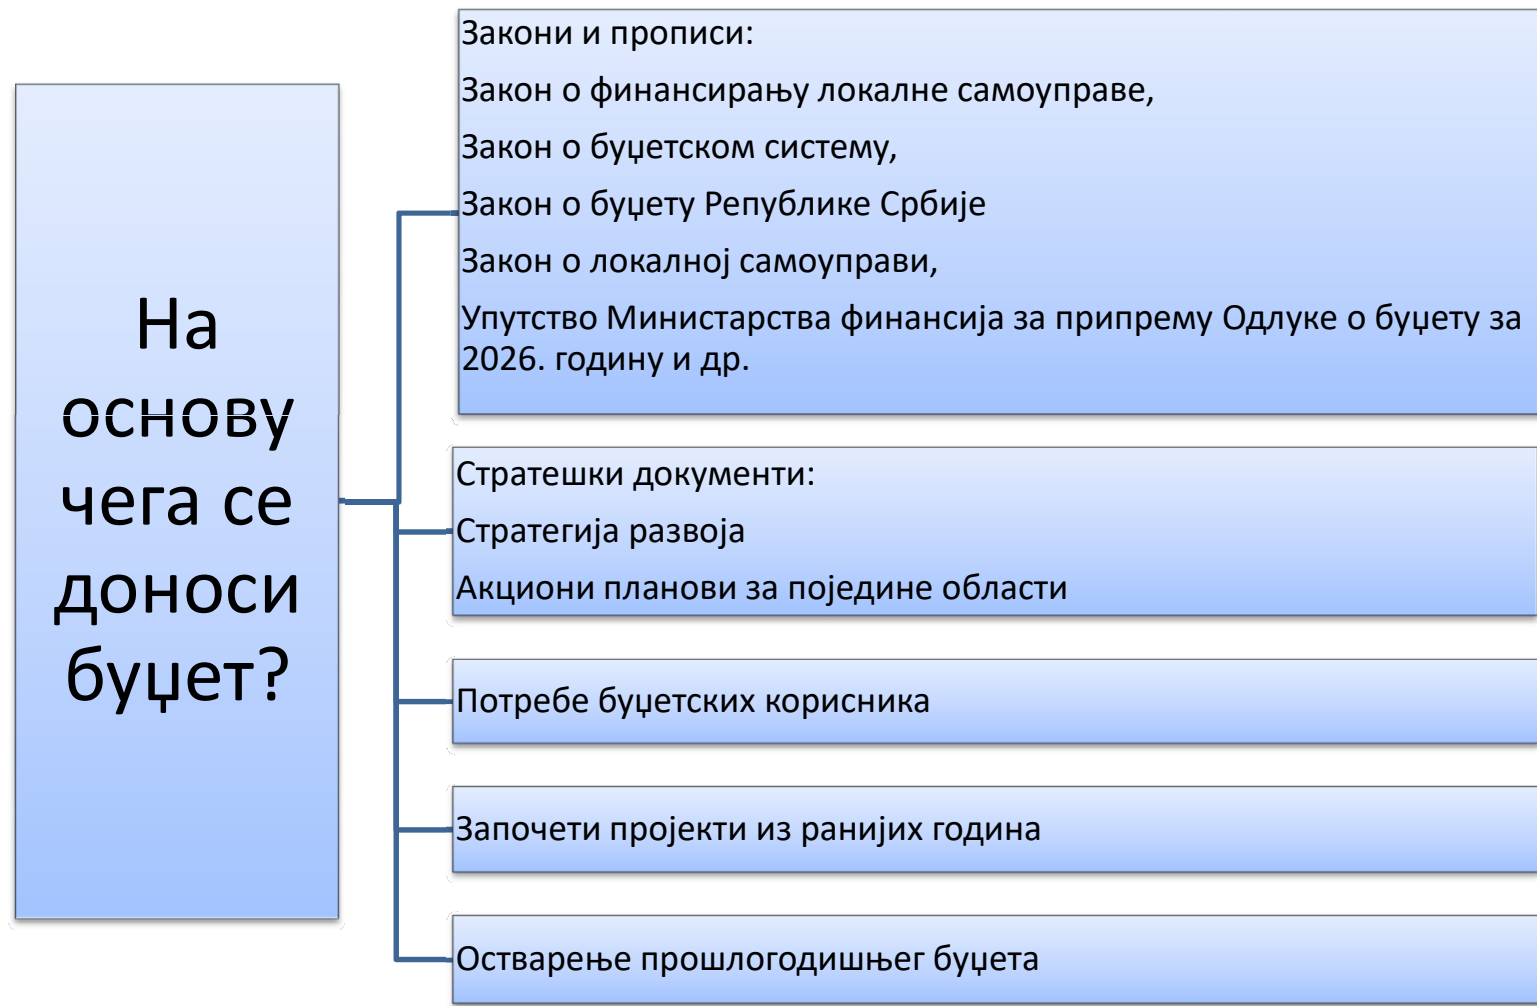 На
основу
чега се
доноси
буџет?
Закони и прописи:
Закон о финансирању локалне самоуправе,
Закон о буџетском систему,
Закон о буџету Републике Србије
Закон о локалној самоуправи,
Упутство Министарства финансија за припрему Одлуке о буџету за
2026. годину и др.
Стратешки документи:
Стратегија развоја
Акциони планови за поједине области
Потребе буџетских корисника
Започети пројекти из ранијих година
Остварење прошлогодишњег буџета